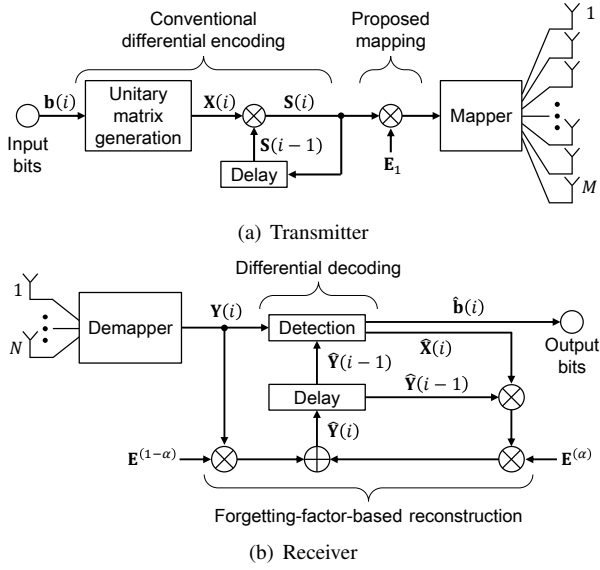 Conventional
differential encoding
Proposed
mapping
1
𝐛(𝑖)
Unitary
matrix
generation
𝐗(𝑖)
𝐒(𝑖)
Mapper
Input
bits
𝐒(𝑖−1)
Delay
𝐄₁
𝑀
(a) Transmitter
Differential decoding
1
𝑁
Demapper
𝐘(𝑖)
Detection
𝐛̂(𝑖)
Output
bits
𝐗̂(𝑖)
𝐘̂(𝑖−1)
Delay
𝐘̂(𝑖−1)
𝐘̂(𝑖)
𝐄^(1−𝛼)
𝐄^(𝛼)
Forgetting-factor-based reconstruction
(b) Receiver